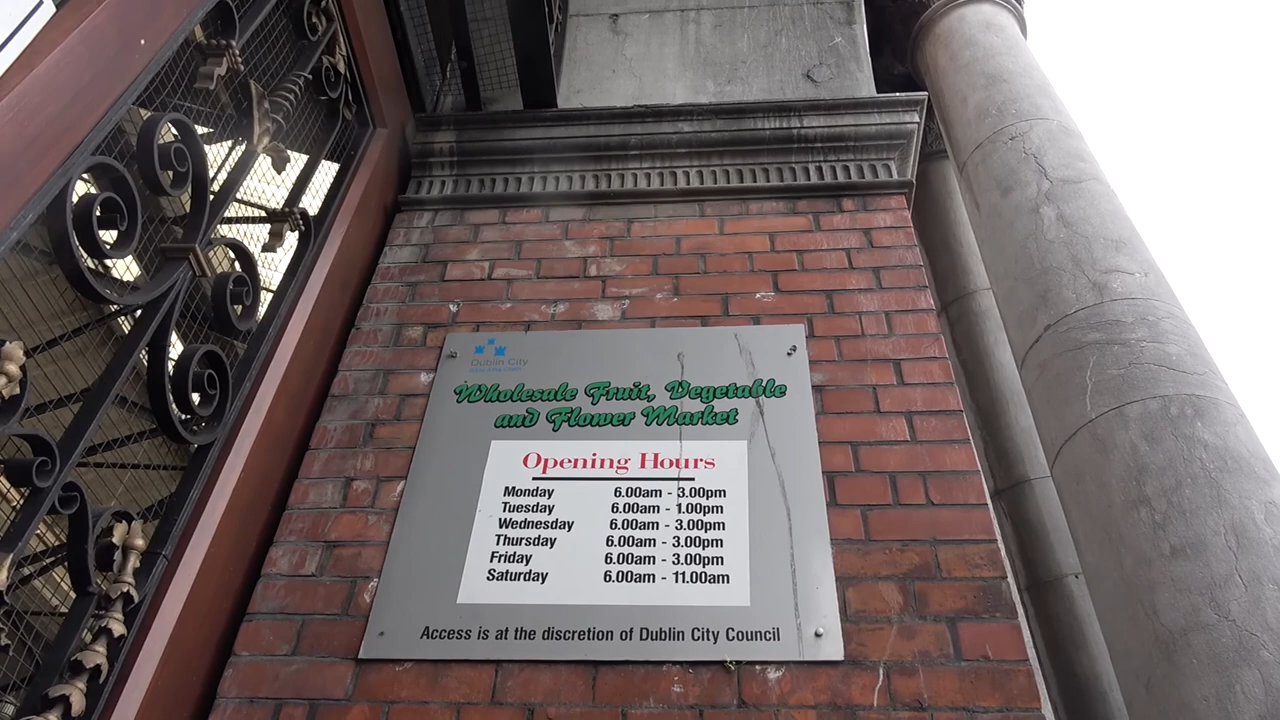 Dublin City
Wholesale Fruit, Vegetable
and Flower Market
Opening Hours
Monday 6.00am - 3.00pm
Tuesday 6.00am - 1.00pm
Wednesday 6.00am - 3.00pm
Thursday 6.00am - 3.00pm
Friday 6.00am - 3.00pm
Saturday 6.00am - 11.00am
Access is at the discretion of Dublin City Council